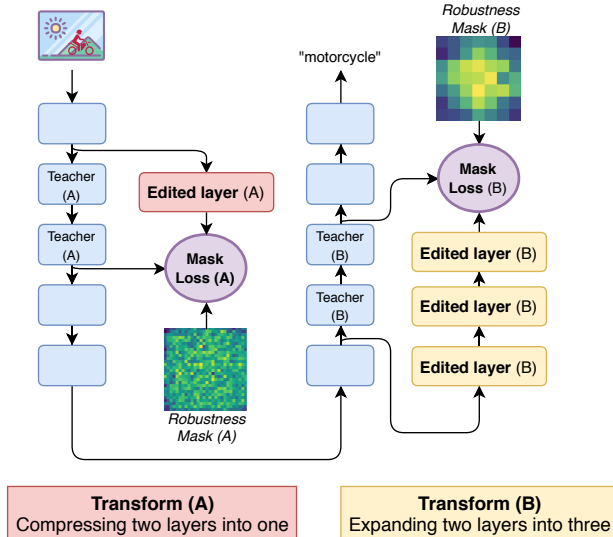 Robustness
Mask (B)
"motorcycle"
Teacher
(A)
Edited layer (A)
Mask
Loss (B)
Teacher
(A)
Mask
Loss (A)
Teacher
(B)
Edited layer (B)
Teacher
(B)
Edited layer (B)
Edited layer (B)
Robustness
Mask (A)
Transform (A)
Compressing two layers into one
Transform (B)
Expanding two layers into three